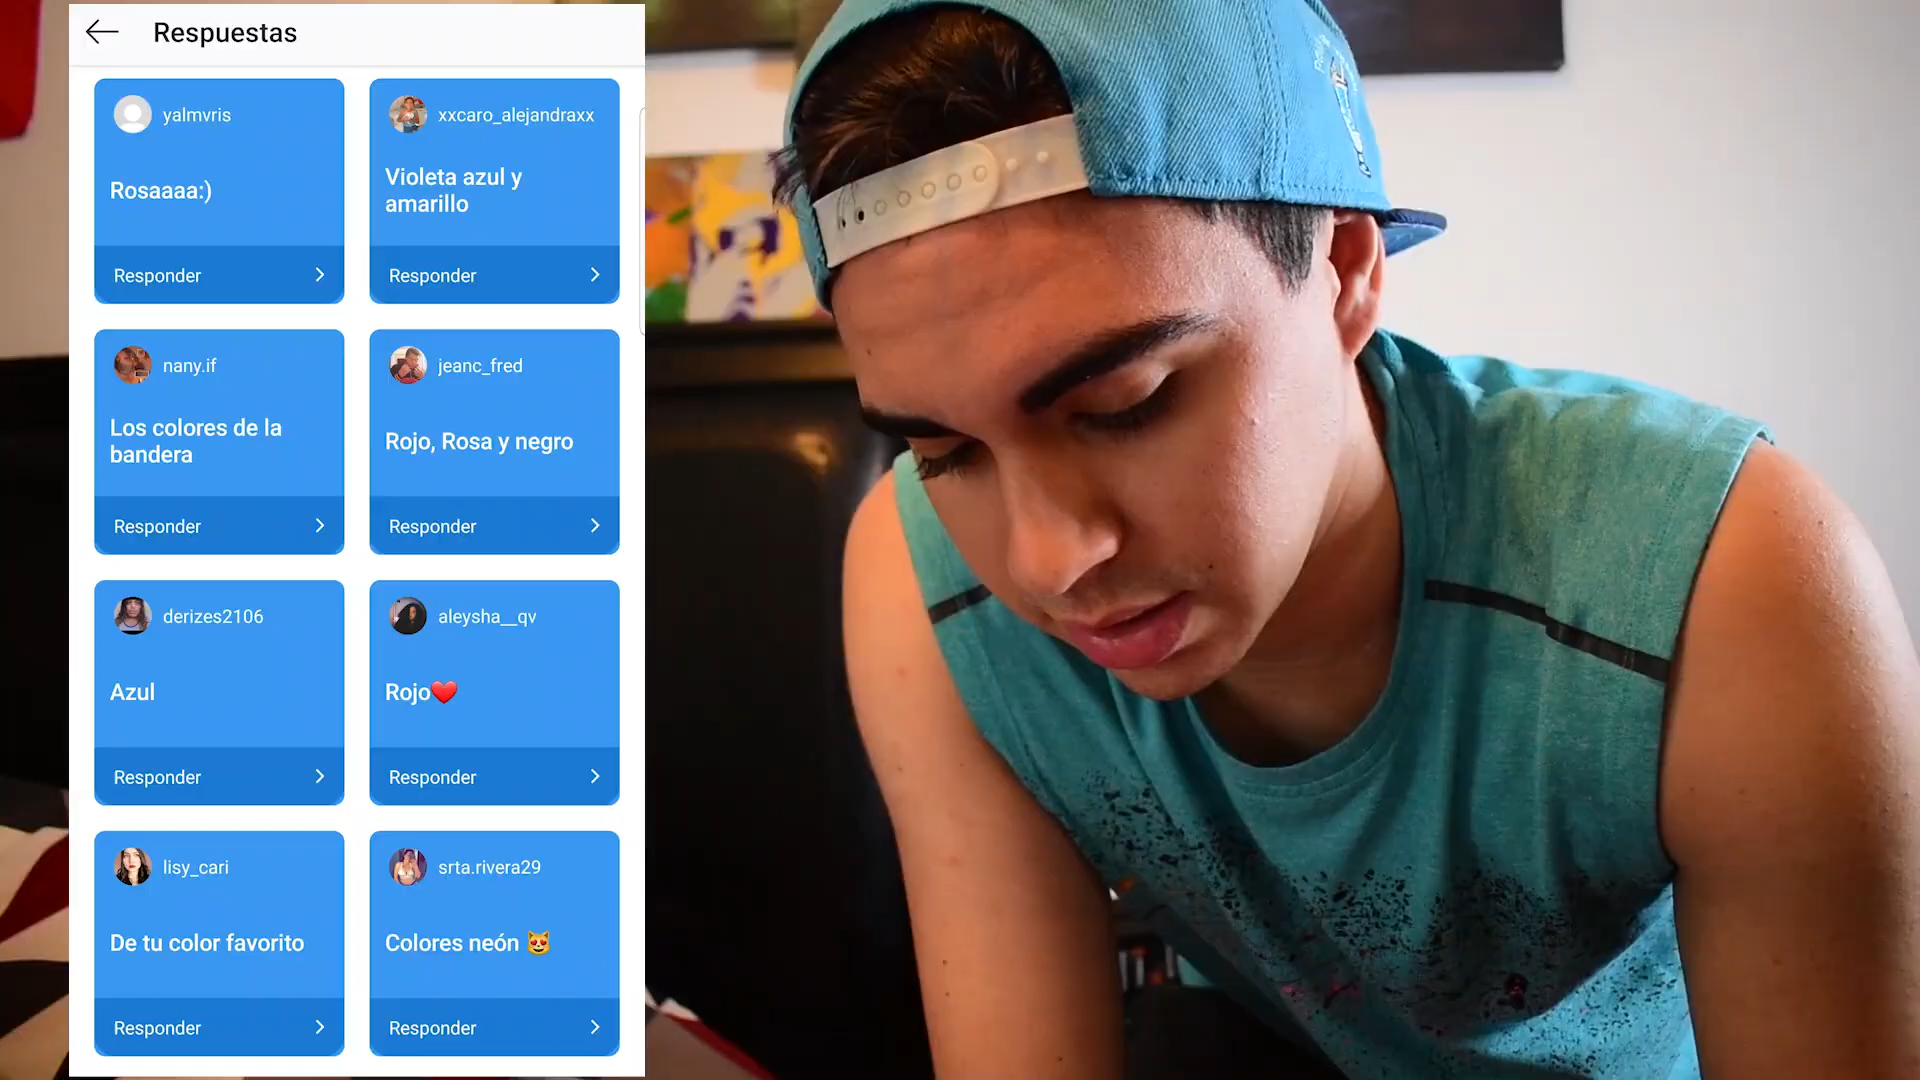 Respuestas
yalmvris
Rosaaaa:)
Responder
xxcaro_alejandraxx
Violeta azul y
amarillo
Responder
nany.if
Los colores de la
bandera
Responder
jeanc_fred
Rojo, Rosa y negro
Responder
derizes2106
Azul
Responder
aleysha__qv
Rojo❤️
Responder
lisy_cari
De tu color favorito
Responder
srta.rivera29
Colores neón 😻
Responder